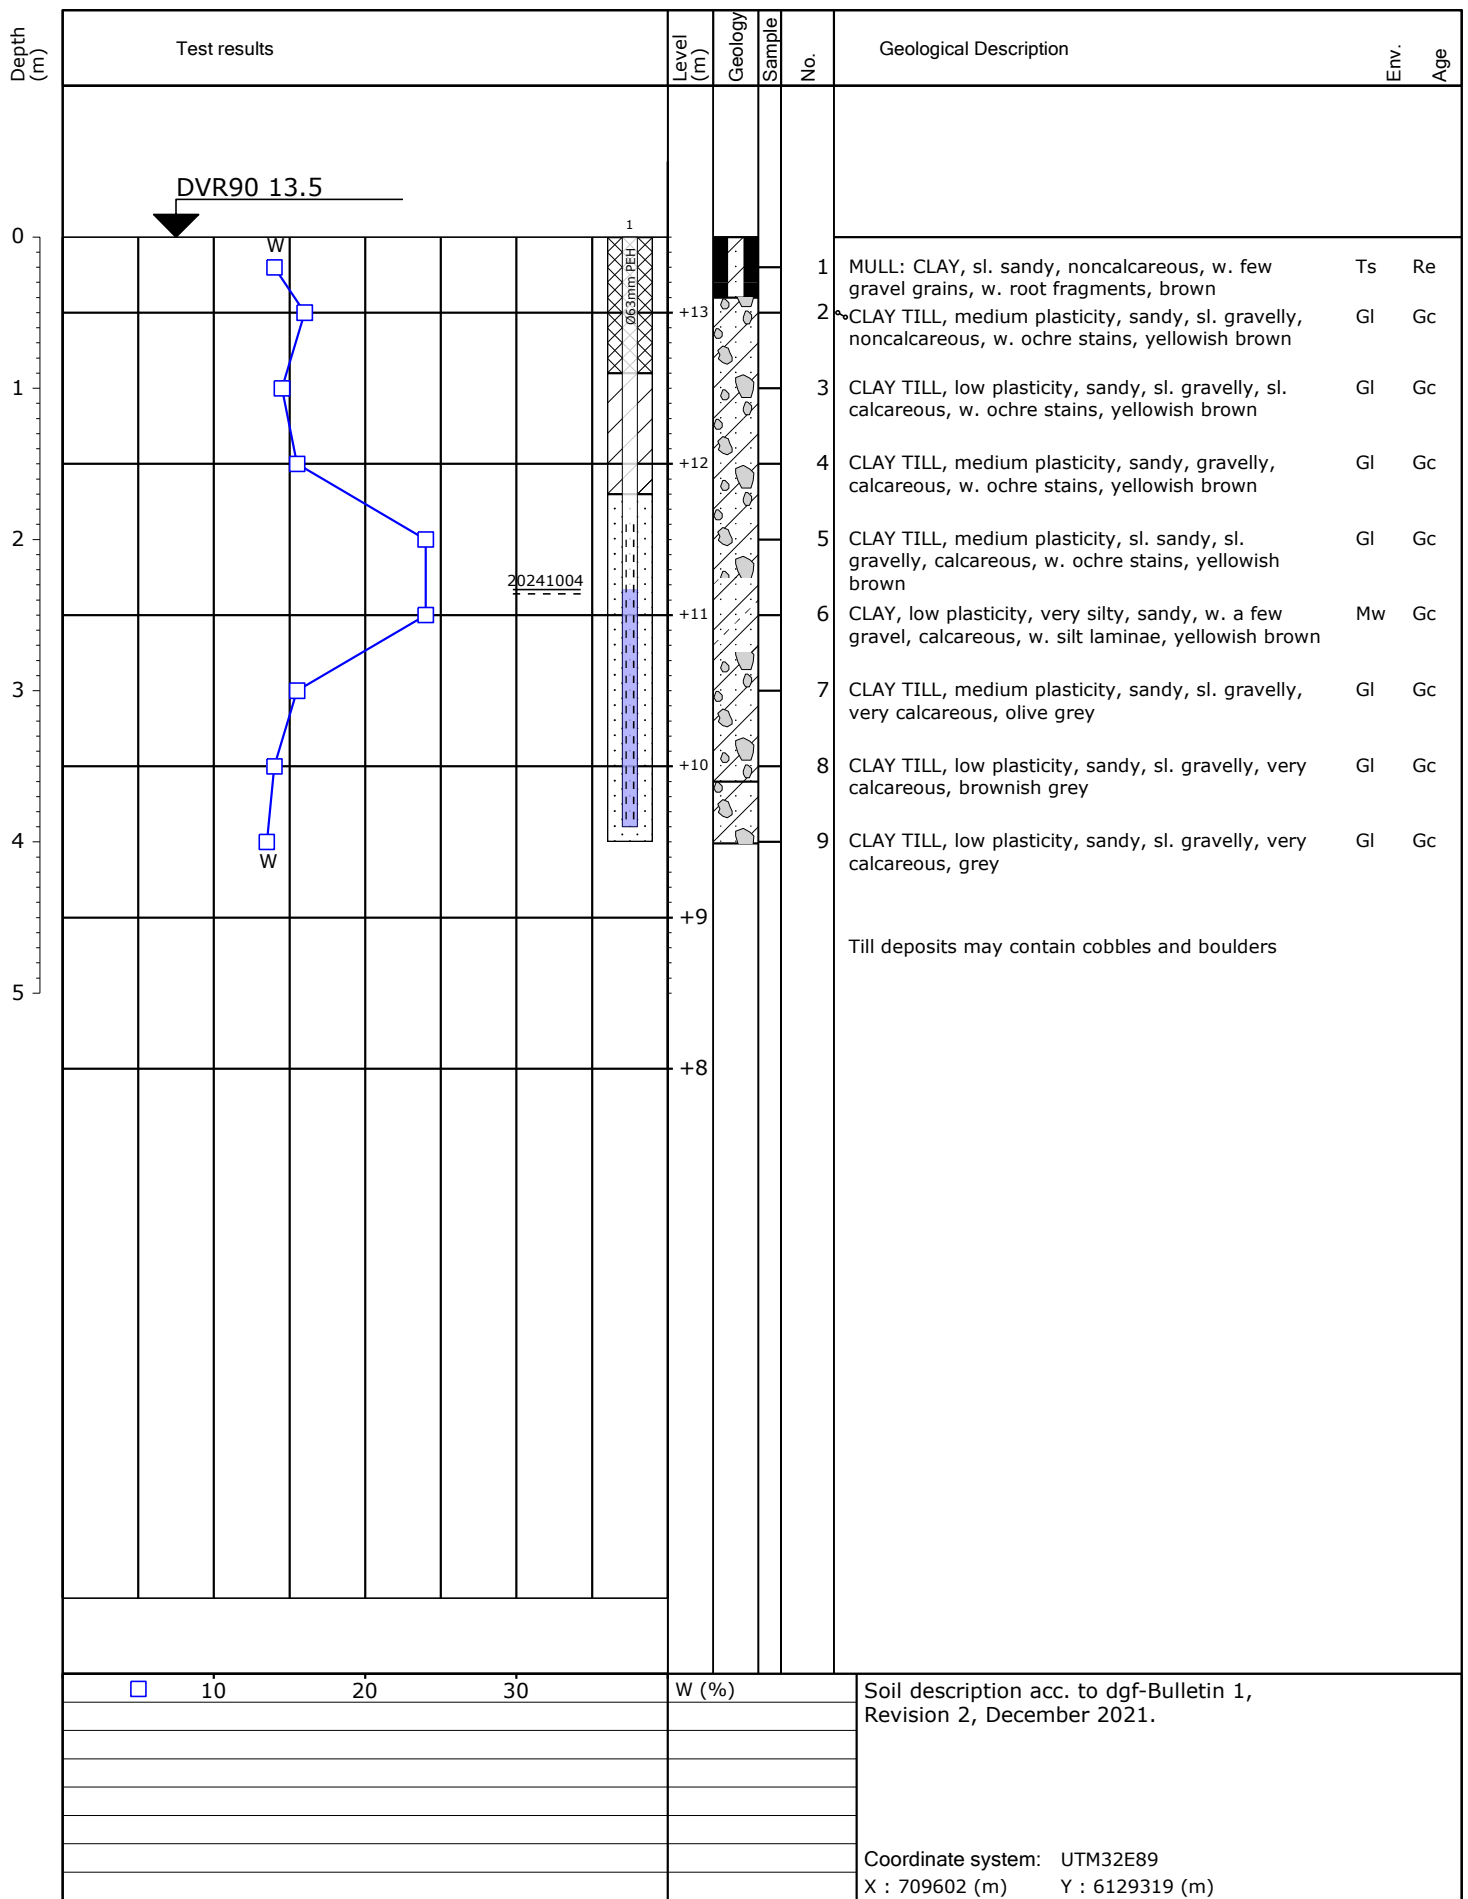 Depth (m)
Test results
Level (m)
Geology
Sample
No.
Geological Description
Env.
Age
DVR90 13.5
0
1
2
3
4
5
W
W
20241004
1
Ø63mm PEH
+13
+12
+11
+10
+9
+8
1 MULL: CLAY, sl. sandy, noncalcareous, w. few Ts Re
gravel grains, w. root fragments, brown
2 CLAY TILL, medium plasticity, sandy, sl. gravelly, Gl Gc
noncalcareous, w. ochre stains, yellowish brown
3 CLAY TILL, low plasticity, sandy, sl. gravelly, sl. Gl Gc
calcareous, w. ochre stains, yellowish brown
4 CLAY TILL, medium plasticity, sandy, gravelly, Gl Gc
calcareous, w. ochre stains, yellowish brown
5 CLAY TILL, medium plasticity, sl. sandy, sl. Gl Gc
gravelly, calcareous, w. ochre stains, yellowish
brown
6 CLAY, low plasticity, very silty, sandy, w. a few Mw Gc
gravel, calcareous, w. silt laminae, yellowish brown
7 CLAY TILL, medium plasticity, sandy, sl. gravelly, Gl Gc
very calcareous, olive grey
8 CLAY TILL, low plasticity, sandy, sl. gravelly, very Gl Gc
calcareous, brownish grey
9 CLAY TILL, low plasticity, sandy, sl. gravelly, very Gl Gc
calcareous, grey
Till deposits may contain cobbles and boulders
10 20 30 W (%)
Soil description acc. to dgf-Bulletin 1,
Revision 2, December 2021.
Coordinate system: UTM32E89
X : 709602 (m) Y : 6129319 (m)